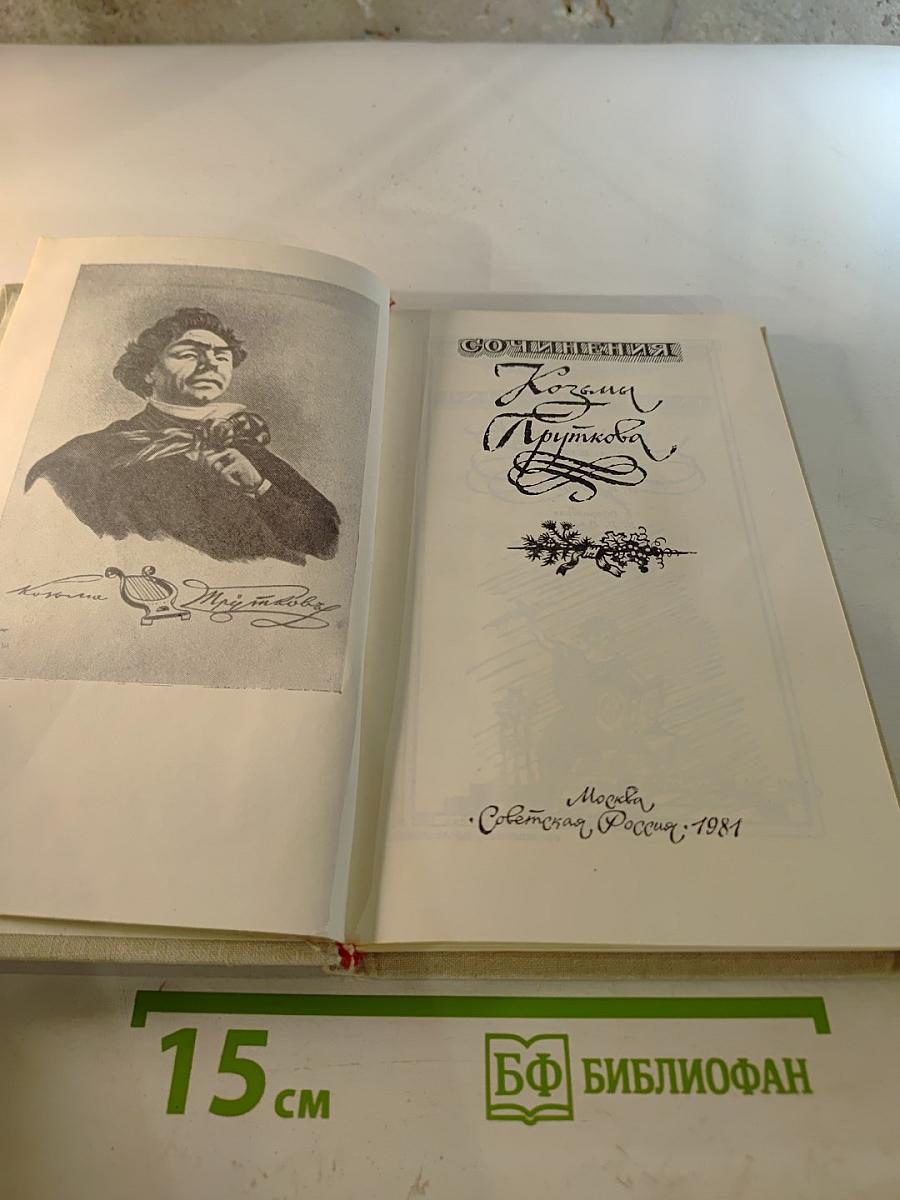 Козьма Прутковъ
СОЧИНЕНИЯ
Козьмы
Пруткова
Москва
·Советская Россия· 1981
15 см
БФ БИБЛИОФАН